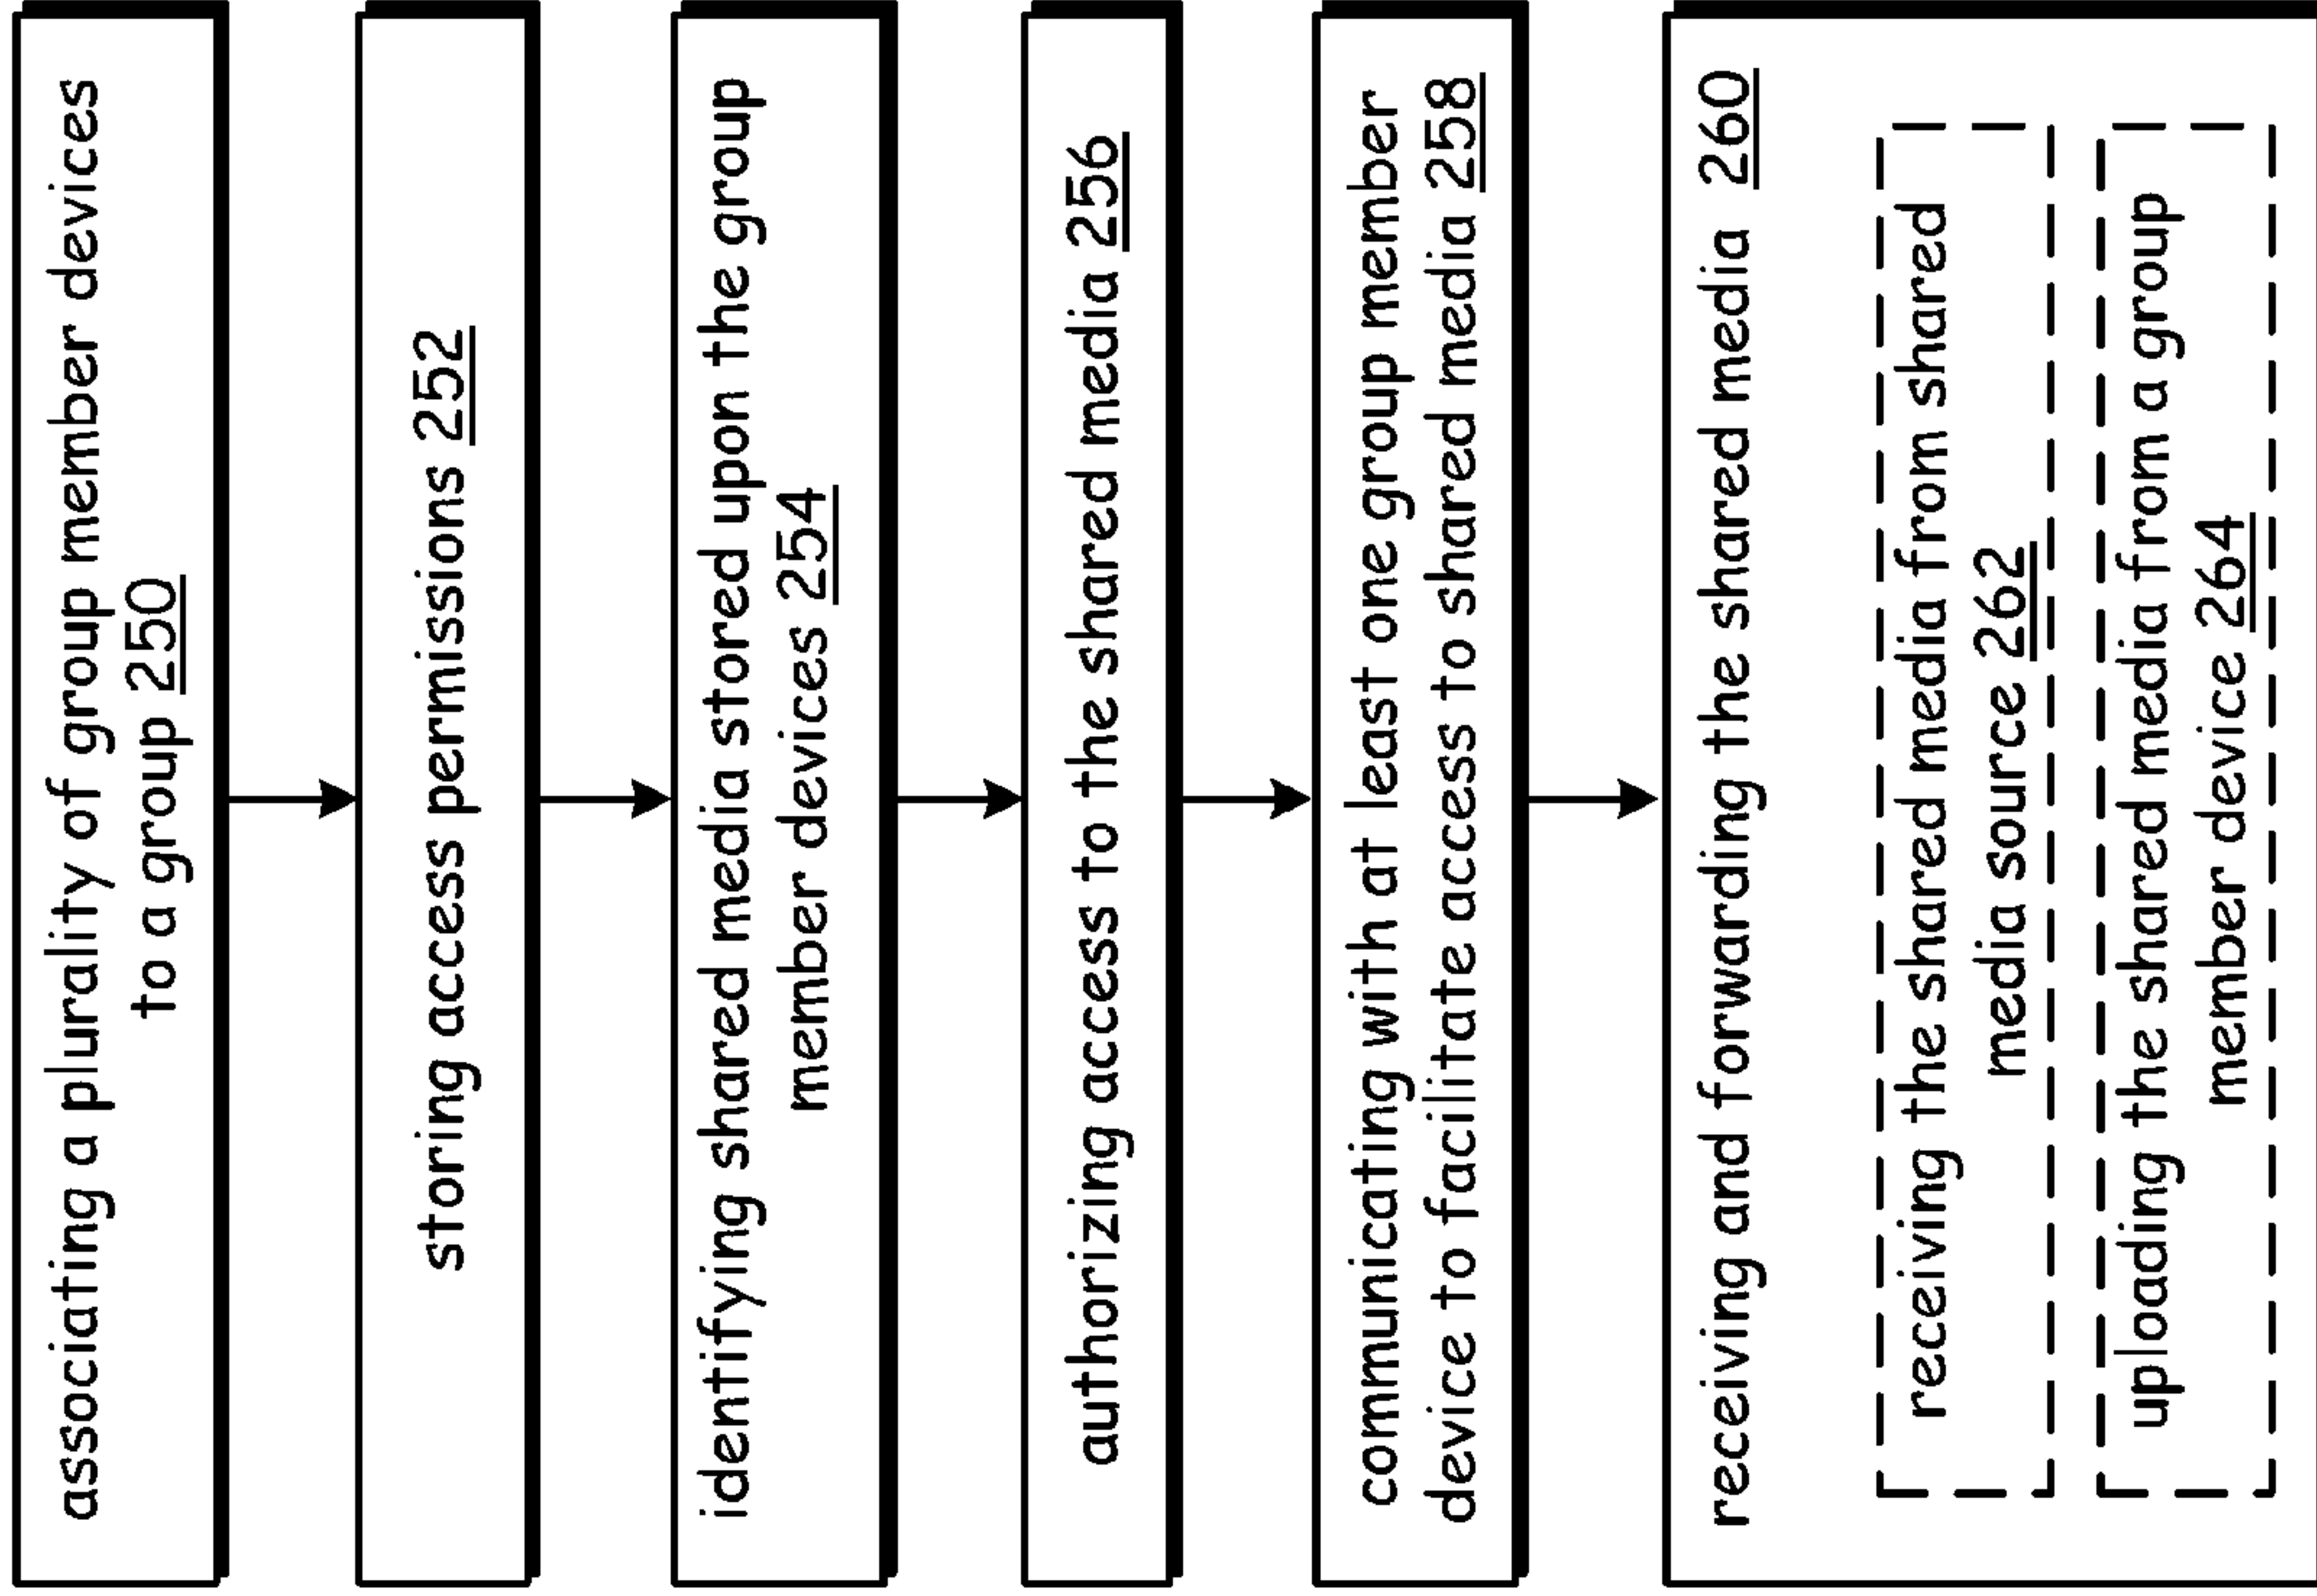 associating a plurality of group member devices
to a group 250
storing access permissions 252
identifying shared media stored upon the group
member devices 254
authorizing access to the shared media 256
communicating with at least one group member
device to facilitate access to shared media 258
receiving and forwarding the shared media 260
receiving the shared media from shared
media source 262
uploading the shared media from a group
member device 264